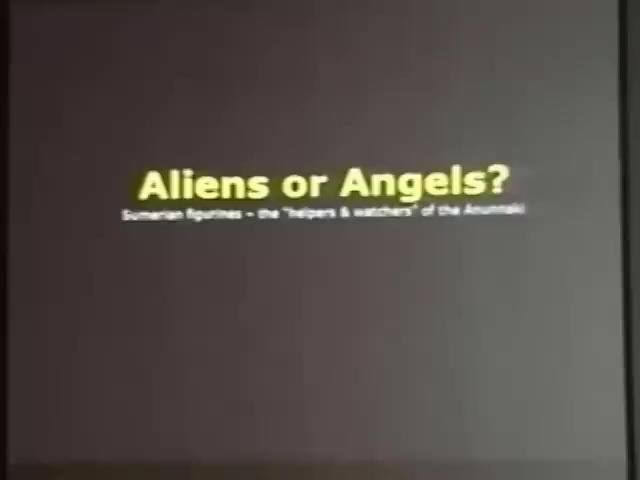 Aliens or Angels?
Sumerian figurines - the "helpers & watchers" of the Anunnaki